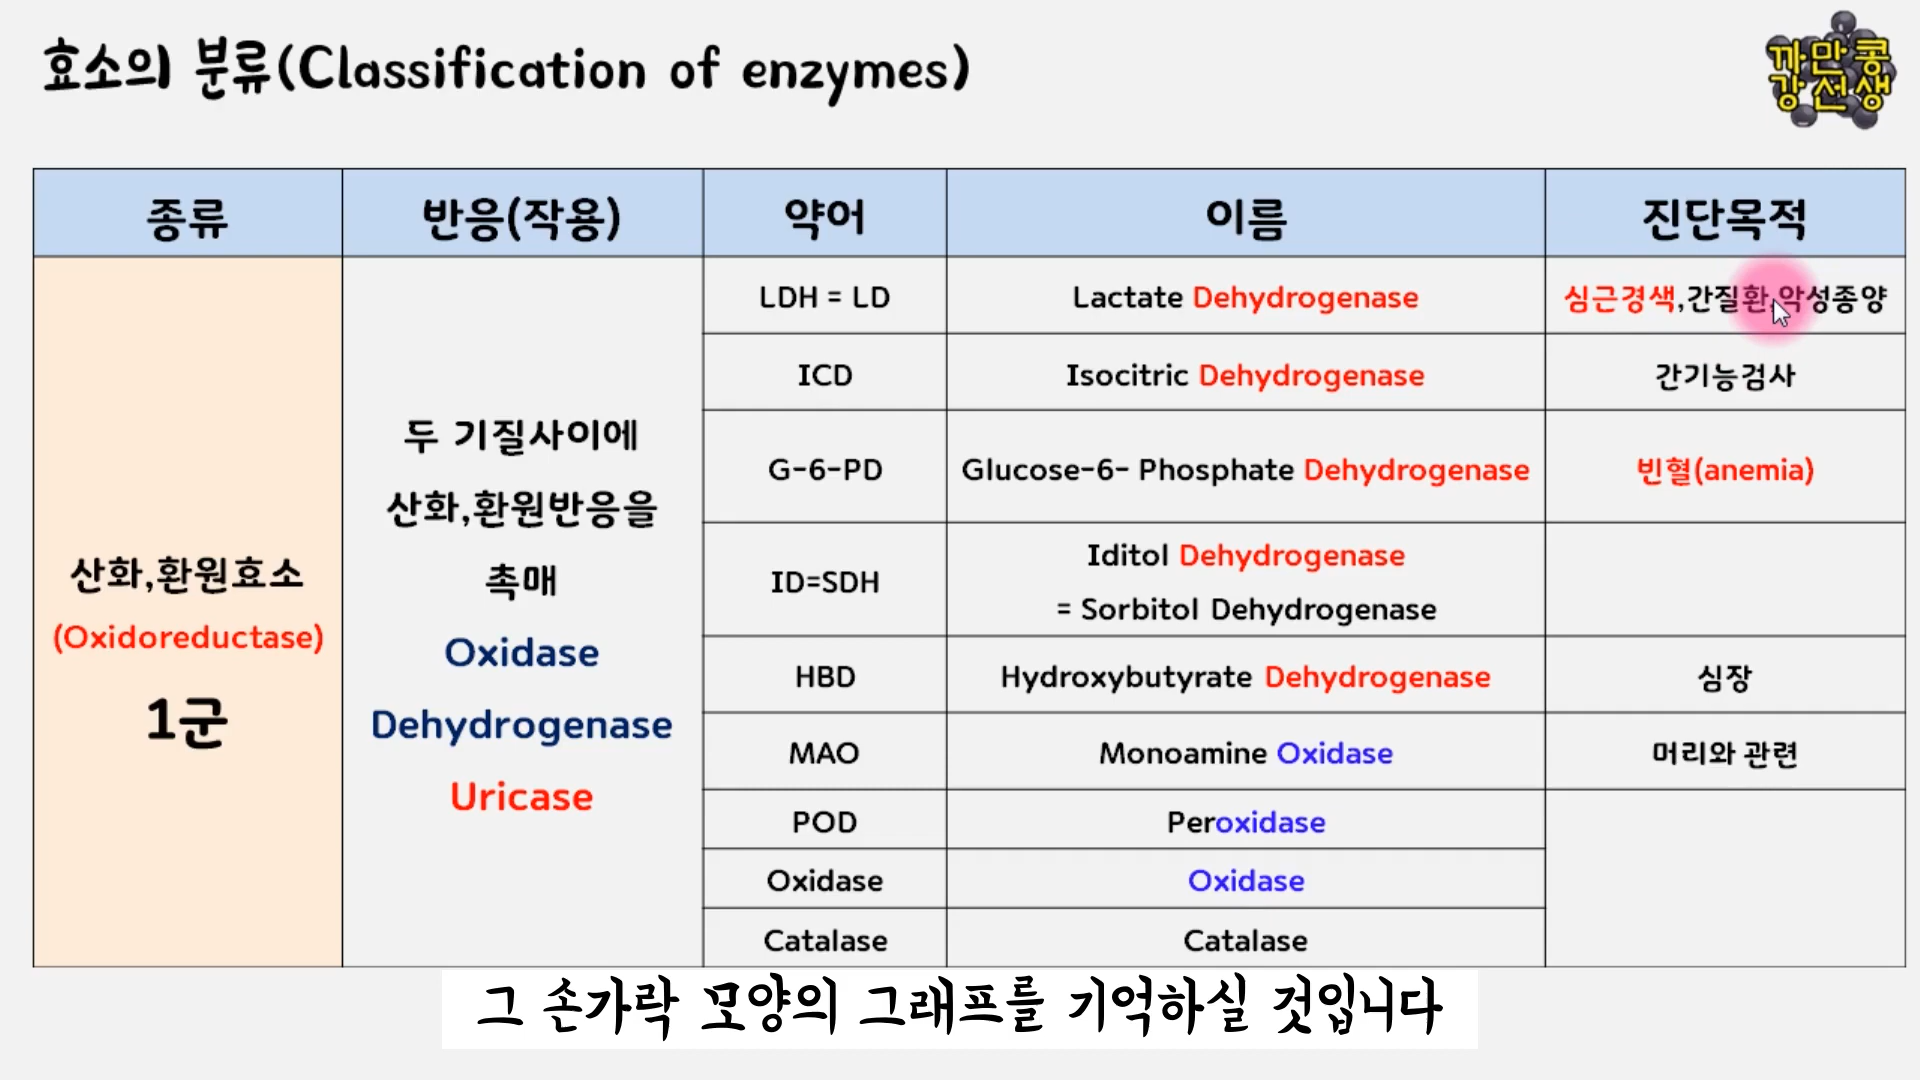 효소의 분류(Classification of enzymes)
까만콩
강선생
종류
반응(작용)
약어
이름
진단목적
산화,환원효소
(Oxidoreductase)
1군
두 기질사이에
산화,환원반응을
촉매
Oxidase
Dehydrogenase
Uricase
LDH = LD
Lactate Dehydrogenase
심근경색,간질환,악성종양
ICD
Isocitric Dehydrogenase
간기능검사
G-6-PD
Glucose-6- Phosphate Dehydrogenase
빈혈(anemia)
ID=SDH
Iditol Dehydrogenase
= Sorbitol Dehydrogenase
HBD
Hydroxybutyrate Dehydrogenase
심장
MAO
Monoamine Oxidase
머리와 관련
POD
Peroxidase
Oxidase
Oxidase
Catalase
Catalase
그 손가락 모양의 그래프를 기억하실 것입니다